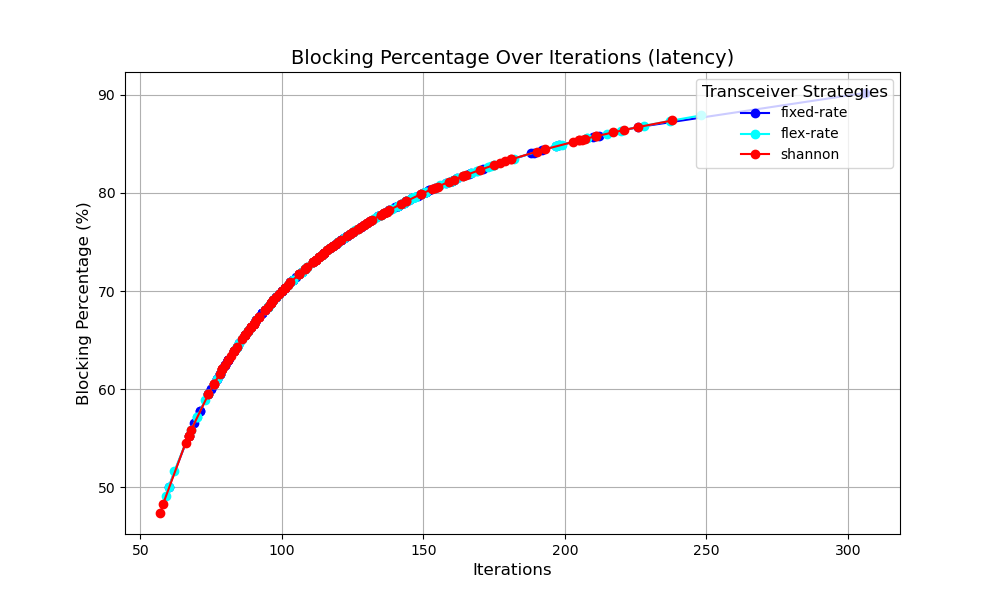 Blocking Percentage Over Iterations (latency)
Transceiver Strategies
fixed-rate
flex-rate
shannon
Blocking Percentage (%)
90
80
70
60
50
50 100 150 200 250 300
Iterations